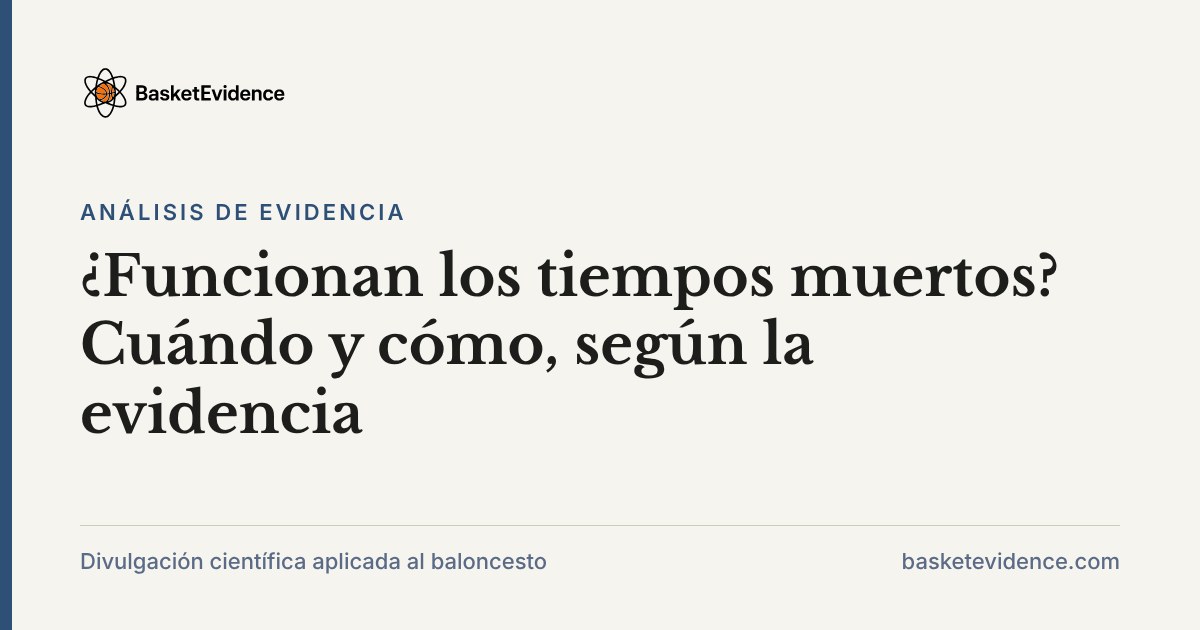 BasketEvidence
ANÁLISIS DE EVIDENCIA
¿Funcionan los tiempos muertos?
Cuándo y cómo, según la
evidencia
Divulgación científica aplicada al baloncesto
basketevidence.com